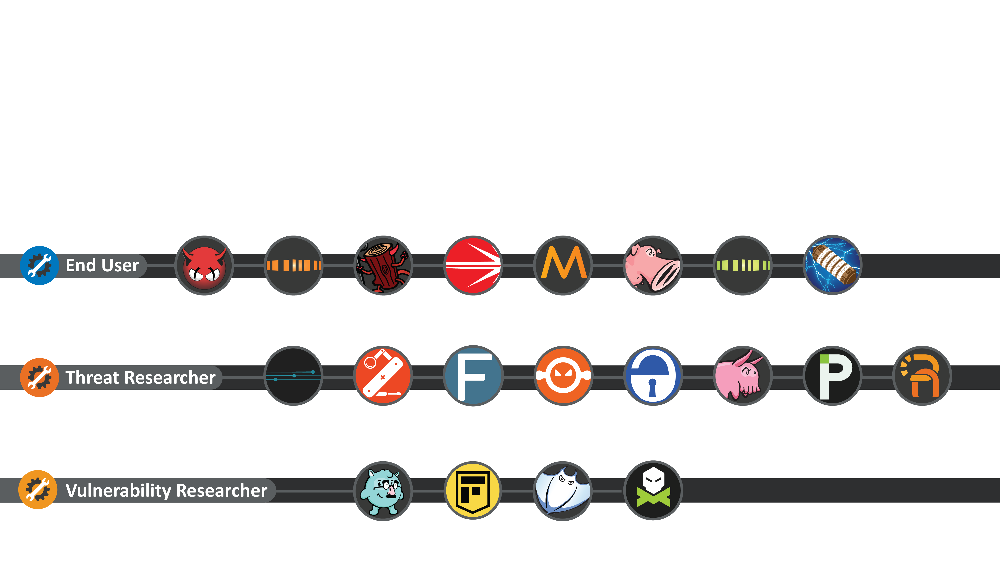 End User
M
Threat Researcher
F
P
R
Vulnerability Researcher
F